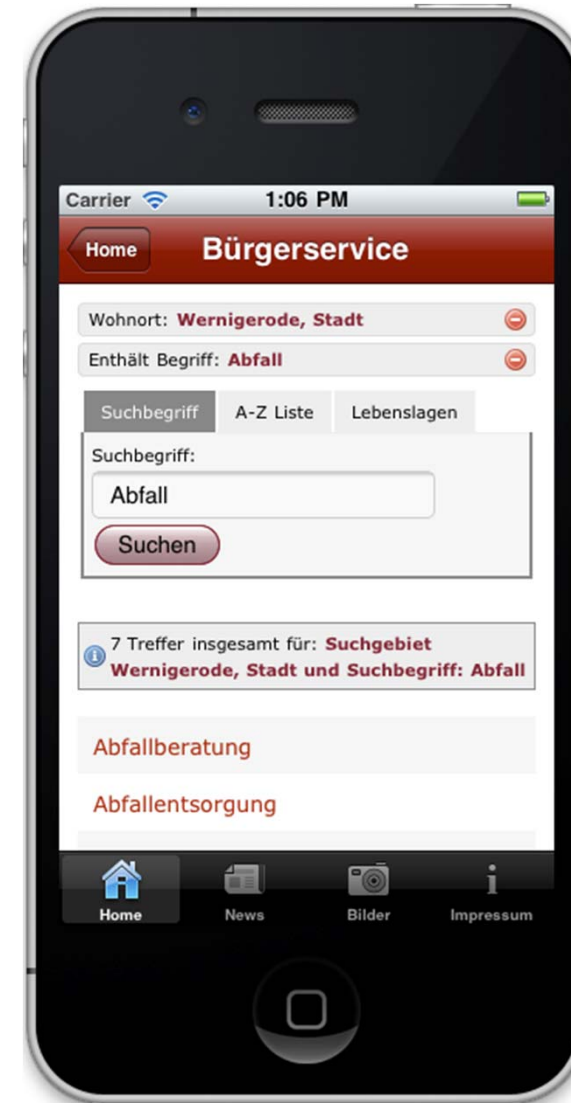 Carrier 1:06 PM
Home Bürgerservice
Wohnort: Wernigerode, Stadt
Enthält Begriff: Abfall
Suchbegriff A-Z Liste Lebenslagen
Suchbegriff:
Abfall
Suchen
7 Treffer insgesamt für: Suchgebiet
Wernigerode, Stadt und Suchbegriff: Abfall
Abfallberatung
Abfallentsorgung
Home News Bilder Impressum